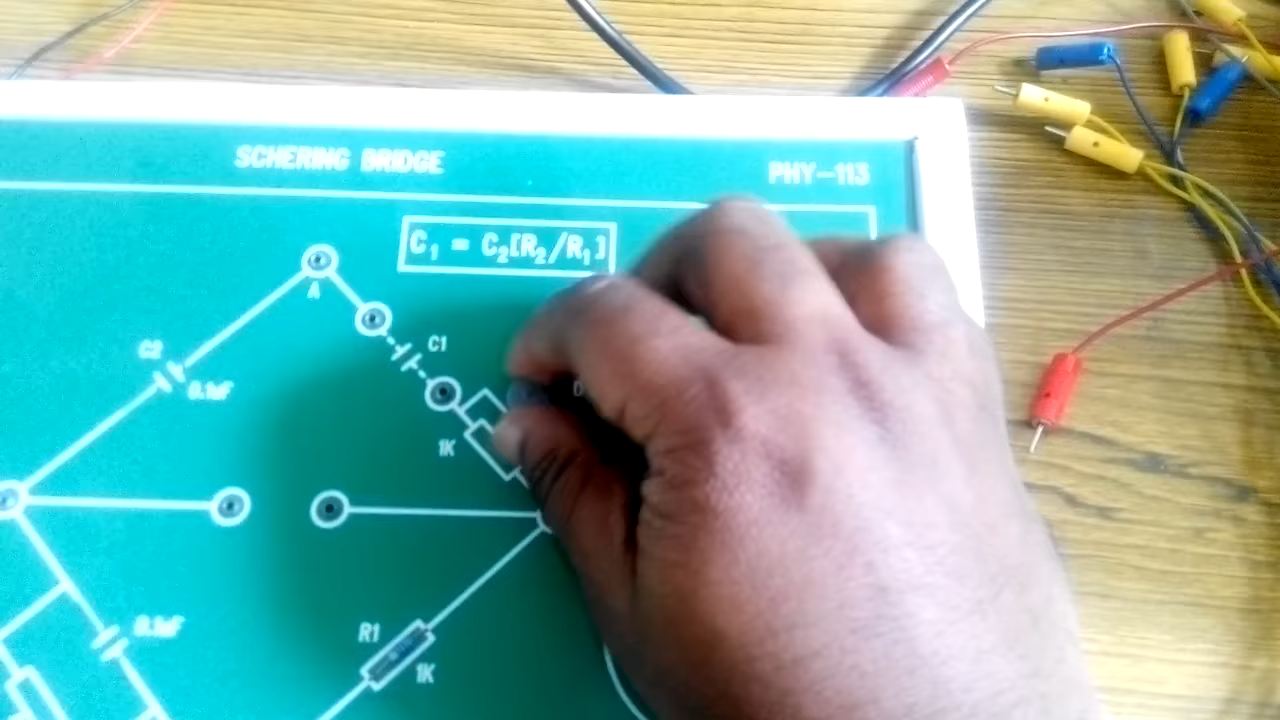 SCHERING BRIDGE
PHY-113
C₁ = C₂[R₂/R₁]
A
C1
C2
0.1uF
D
1K
0.1uF
R1
1K